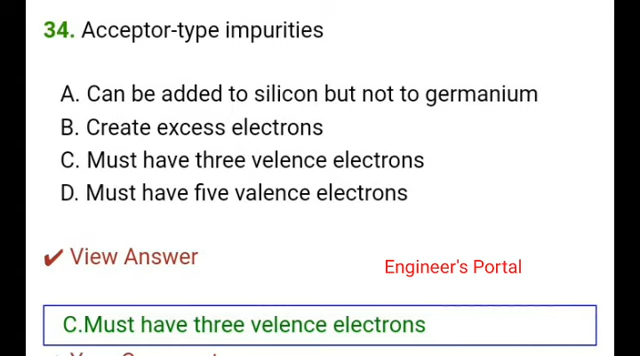 34. Acceptor-type impurities
A. Can be added to silicon but not to germanium
B. Create excess electrons
C. Must have three velence electrons
D. Must have five valence electrons
✔ View Answer
Engineer's Portal
C.Must have three velence electrons